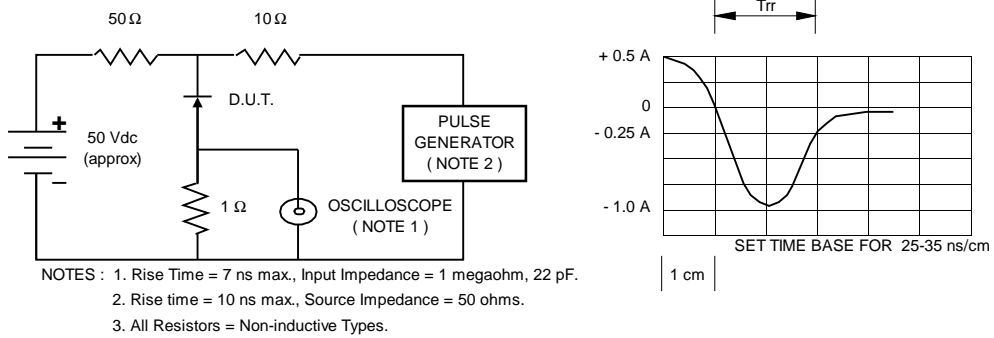 50 Ω
10 Ω
D.U.T.
+
50 Vdc
(approx)
−
1 Ω
OSCILLOSCOPE
( NOTE 1 )
PULSE
GENERATOR
( NOTE 2 )
NOTES : 1. Rise Time = 7 ns max., Input Impedance = 1 megaohm, 22 pF.
2. Rise time = 10 ns max., Source Impedance = 50 ohms.
3. All Resistors = Non-inductive Types.
Trr
+ 0.5 A
0
- 0.25 A
- 1.0 A
SET TIME BASE FOR 25-35 ns/cm
1 cm